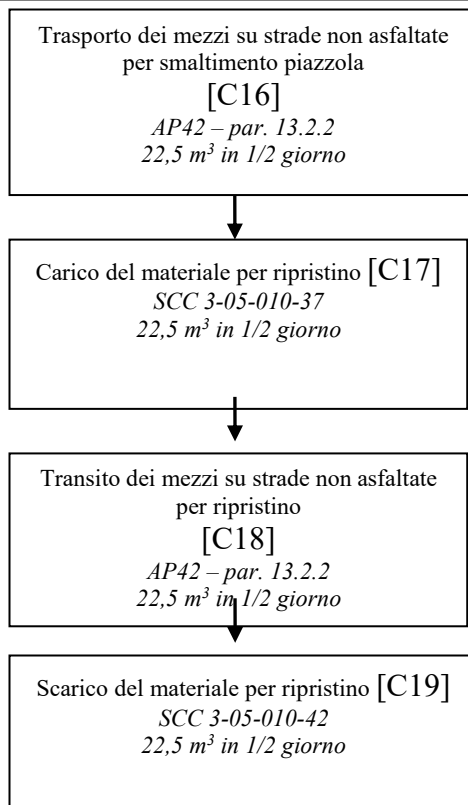 Trasporto dei mezzi su strade non asfaltate
per smaltimento piazzola
[C16]
AP42 – par. 13.2.2
22,5 m³ in 1/2 giorno
Carico del materiale per ripristino [C17]
SCC 3-05-010-37
22,5 m³ in 1/2 giorno
Transito dei mezzi su strade non asfaltate
per ripristino
[C18]
AP42 – par. 13.2.2
22,5 m³ in 1/2 giorno
Scarico del materiale per ripristino [C19]
SCC 3-05-010-42
22,5 m³ in 1/2 giorno